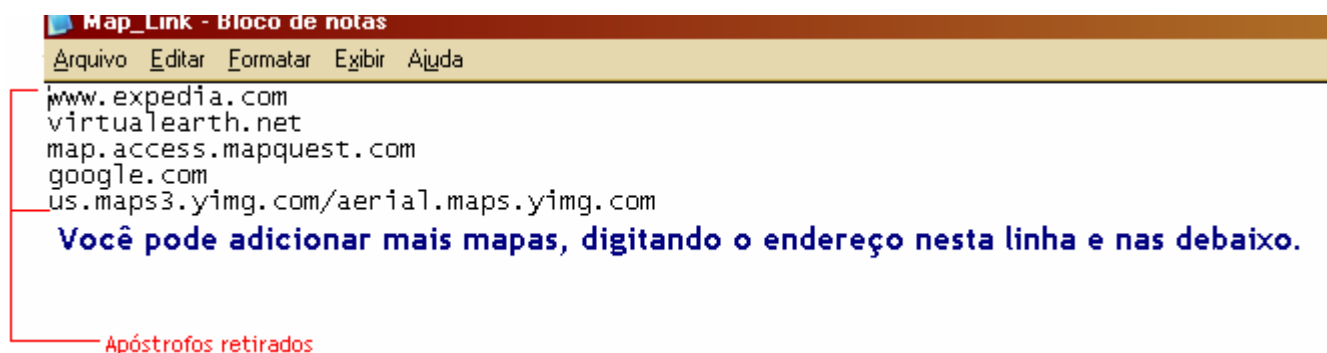 Map_Link - Bloco de notas
Arquivo Editar Formatar Exibir Ajuda
www.expedia.com
virtualearth.net
map.access.mapquest.com
google.com
us.maps3.yimg.com/aerial.maps.yimg.com
Você pode adicionar mais mapas, digitando o endereço nesta linha e nas debaixo.
Apóstrofos retirados